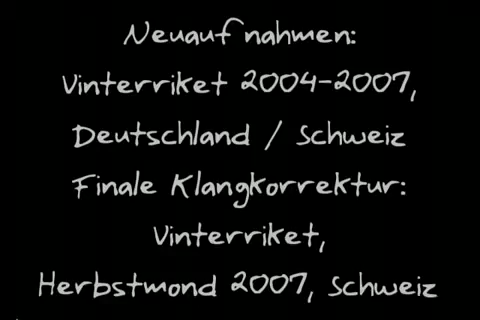 Neuaufnahmen:
Vinterriket 2004-2007,
Deutschland / Schweiz
Finale Klangkorrektur:
Vinterriket,
Herbstmond 2007, Schweiz